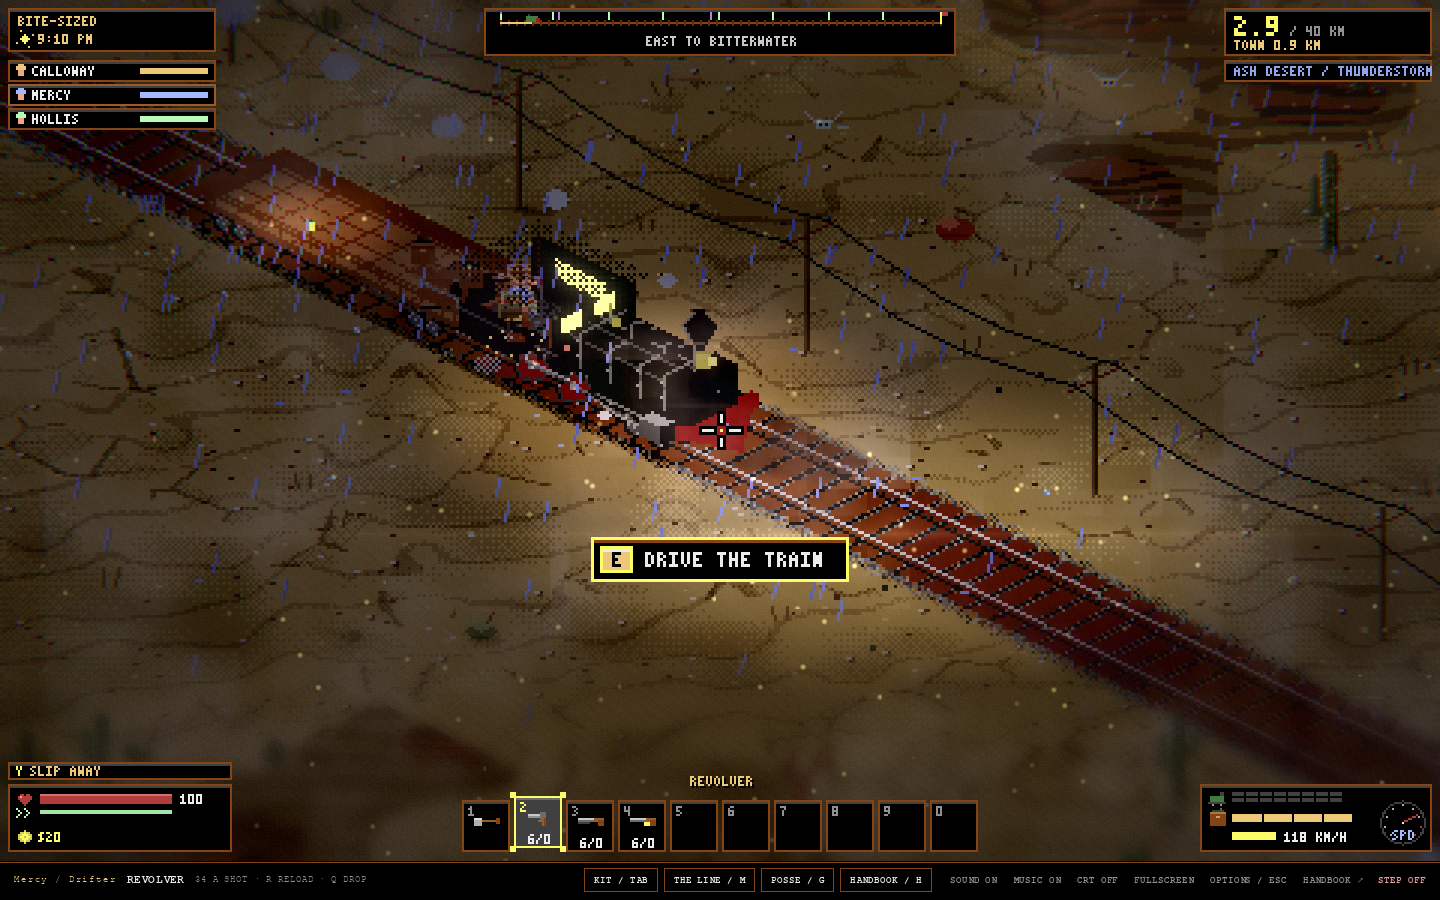 BITE-SIZED
9:10 PM
CALLOWAY
MERCY
HOLLIS
EAST TO BITTERWATER
2.9 / 40 KM
TOWN 0.9 KM
ASH DESERT / THUNDERSTORM
E DRIVE THE TRAIN
Y SLIP AWAY
100
$20
REVOLVER
1 2 3 4 5 6 7 8 9 0
6/0 6/0 6/0
118 KM/H
SPD
Mercy / Drifter REVOLVER 34 A SHOT · R RELOAD · Q DROP
KIT / TAB THE LINE / M POSSE / G HANDBOOK / H SOUND ON MUSIC ON CRT OFF FULLSCREEN OPTIONS / ESC HANDBOOK ↗ STEP OFF